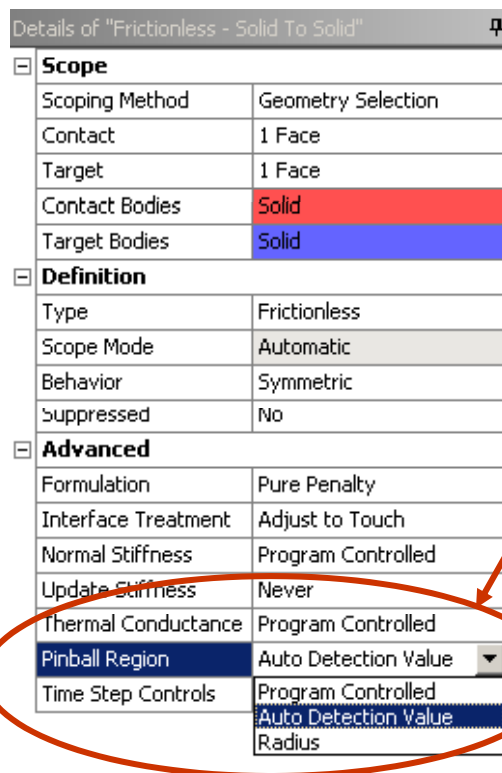 Details of "Frictionless - Solid To Solid"
Scope
Scoping Method Geometry Selection
Contact 1 Face
Target 1 Face
Contact Bodies Solid
Target Bodies Solid
Definition
Type Frictionless
Scope Mode Automatic
Behavior Symmetric
Suppressed No
Advanced
Formulation Pure Penalty
Interface Treatment Adjust to Touch
Normal Stiffness Program Controlled
Update Stiffness Never
Thermal Conductance Program Controlled
Pinball Region Auto Detection Value
Time Step Controls Program Controlled
Auto Detection Value
Radius